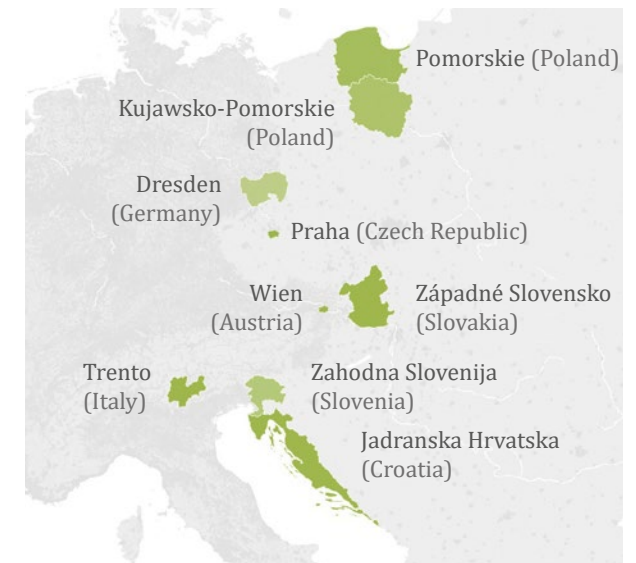 Pomorskie (Poland)
Kujawsko-Pomorskie
(Poland)
Dresden
(Germany)
Praha (Czech Republic)
Wien
(Austria)
Západné Slovensko
(Slovakia)
Trento
(Italy)
Zahodna Slovenija
(Slovenia)
Jadranska Hrvatska
(Croatia)